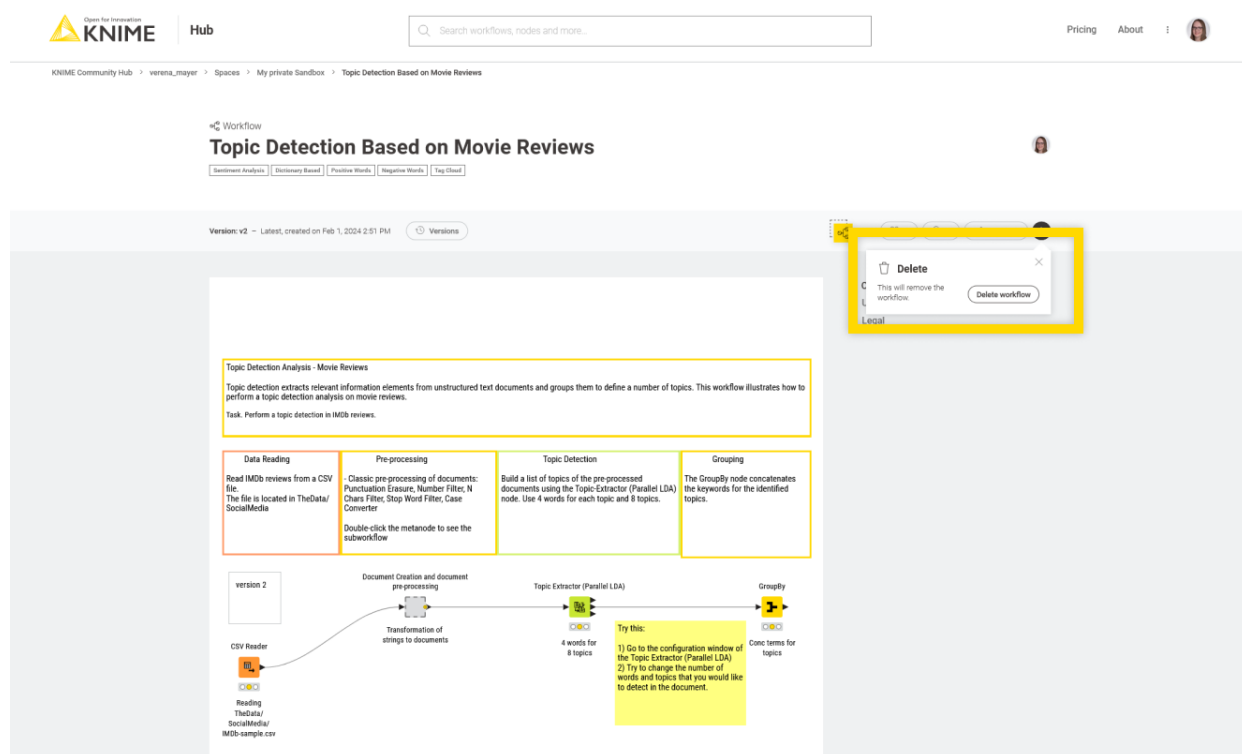 Open for Innovation
KNIME
Hub
Search workflows, nodes and more...
Pricing
About
KNIME Community Hub > verena_mayer > Spaces > My private Sandbox > Topic Detection Based on Movie Reviews
Workflow
Topic Detection Based on Movie Reviews
Sentiment Analysis
Dictionary Based
Positive Words
Negative Words
Tag Cloud
Version: v2 – Latest, created on Feb 1, 2024 2:51 PM
Versions
Delete
This will remove the
workflow.
Delete workflow
Legal
Topic Detection Analysis - Movie Reviews
Topic detection extracts relevant information elements from unstructured text documents and groups them to define a number of topics. This workflow illustrates how to
perform a topic detection analysis on movie reviews.
Task. Perform a topic detection in IMDb reviews.
Data Reading
Read IMDb reviews from a CSV
file.
The file is located in TheData/
SocialMedia
Pre-processing
- Classic pre-processing of documents:
Punctuation Erasure, Number Filter, N
Chars Filter, Stop Word Filter, Case
Converter
Double-click the metanode to see the
subworkflow
Topic Detection
Build a list of topics of the pre-processed
documents using the Topic-Extractor (Parallel LDA)
node. Use 4 words for each topic and 8 topics.
Grouping
The GroupBy node concatenates
the keywords for the identified
topics.
version 2
Document Creation and document
pre-processing
Transformation of
strings to documents
Topic Extractor (Parallel LDA)
4 words for
8 topics
GroupBy
Conc terms for
topics
Try this:
1) Go to the configuration window of
the Topic Extractor (Parallel LDA)
2) Try to change the number of
words and topics that you would like
to detect in the document.
CSV Reader
Reading
TheData/
SocialMedia/
IMDb-sample.csv